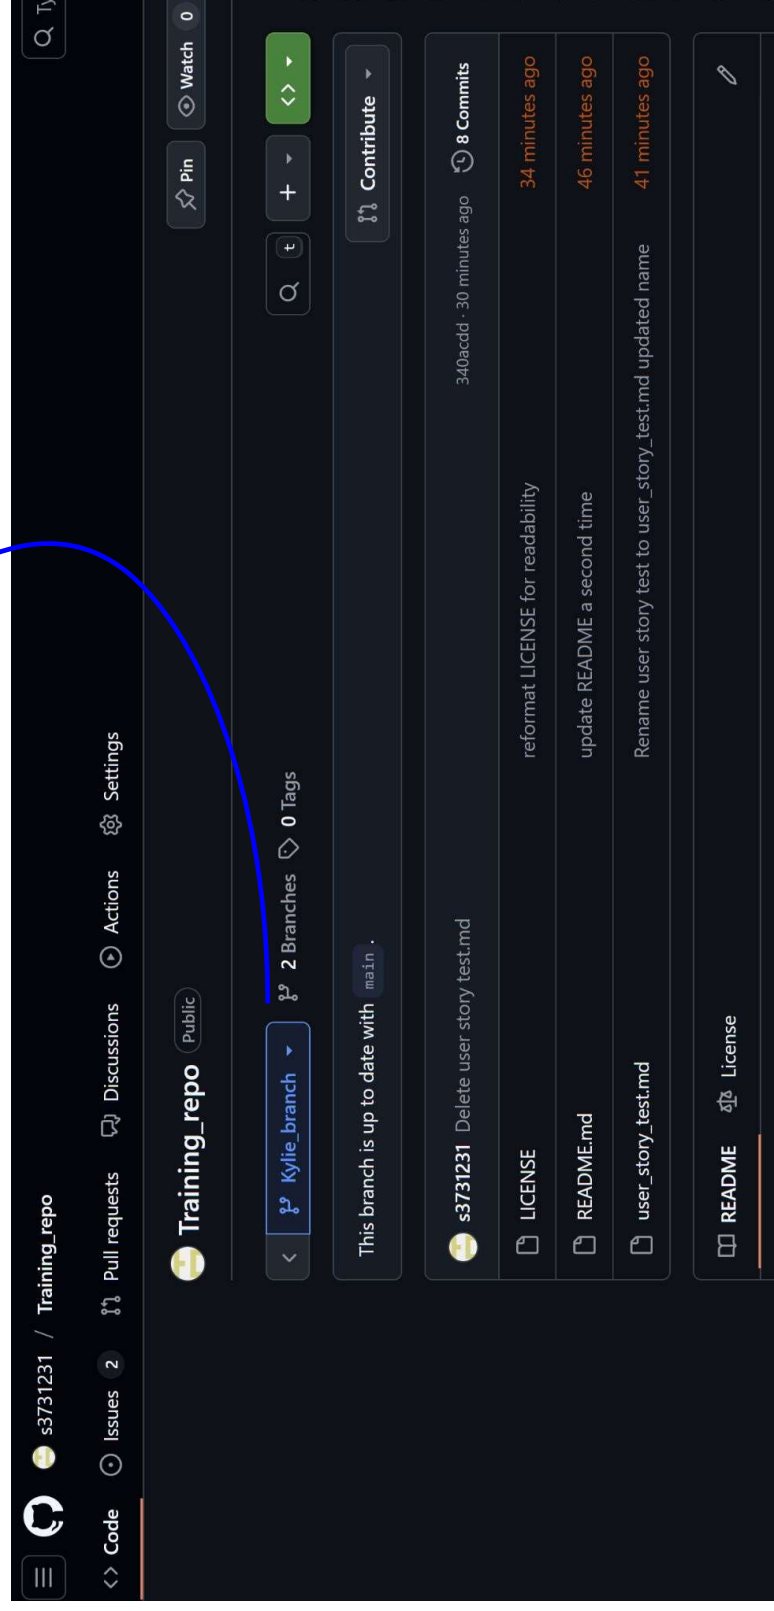 s3731231 / Training_repo
Code Issues 2 Pull requests Discussions Actions Settings
Training_repo Public Pin Watch 0
Kylie_branch 2 Branches 0 Tags t
This branch is up to date with main . Contribute
s3731231 Delete user story test.md 340acdd · 30 minutes ago 8 Commits
LICENSE reformat LICENSE for readability 34 minutes ago
README.md update README a second time 46 minutes ago
user_story_test.md Rename user story test to user_story_test.md updated name 41 minutes ago
README License